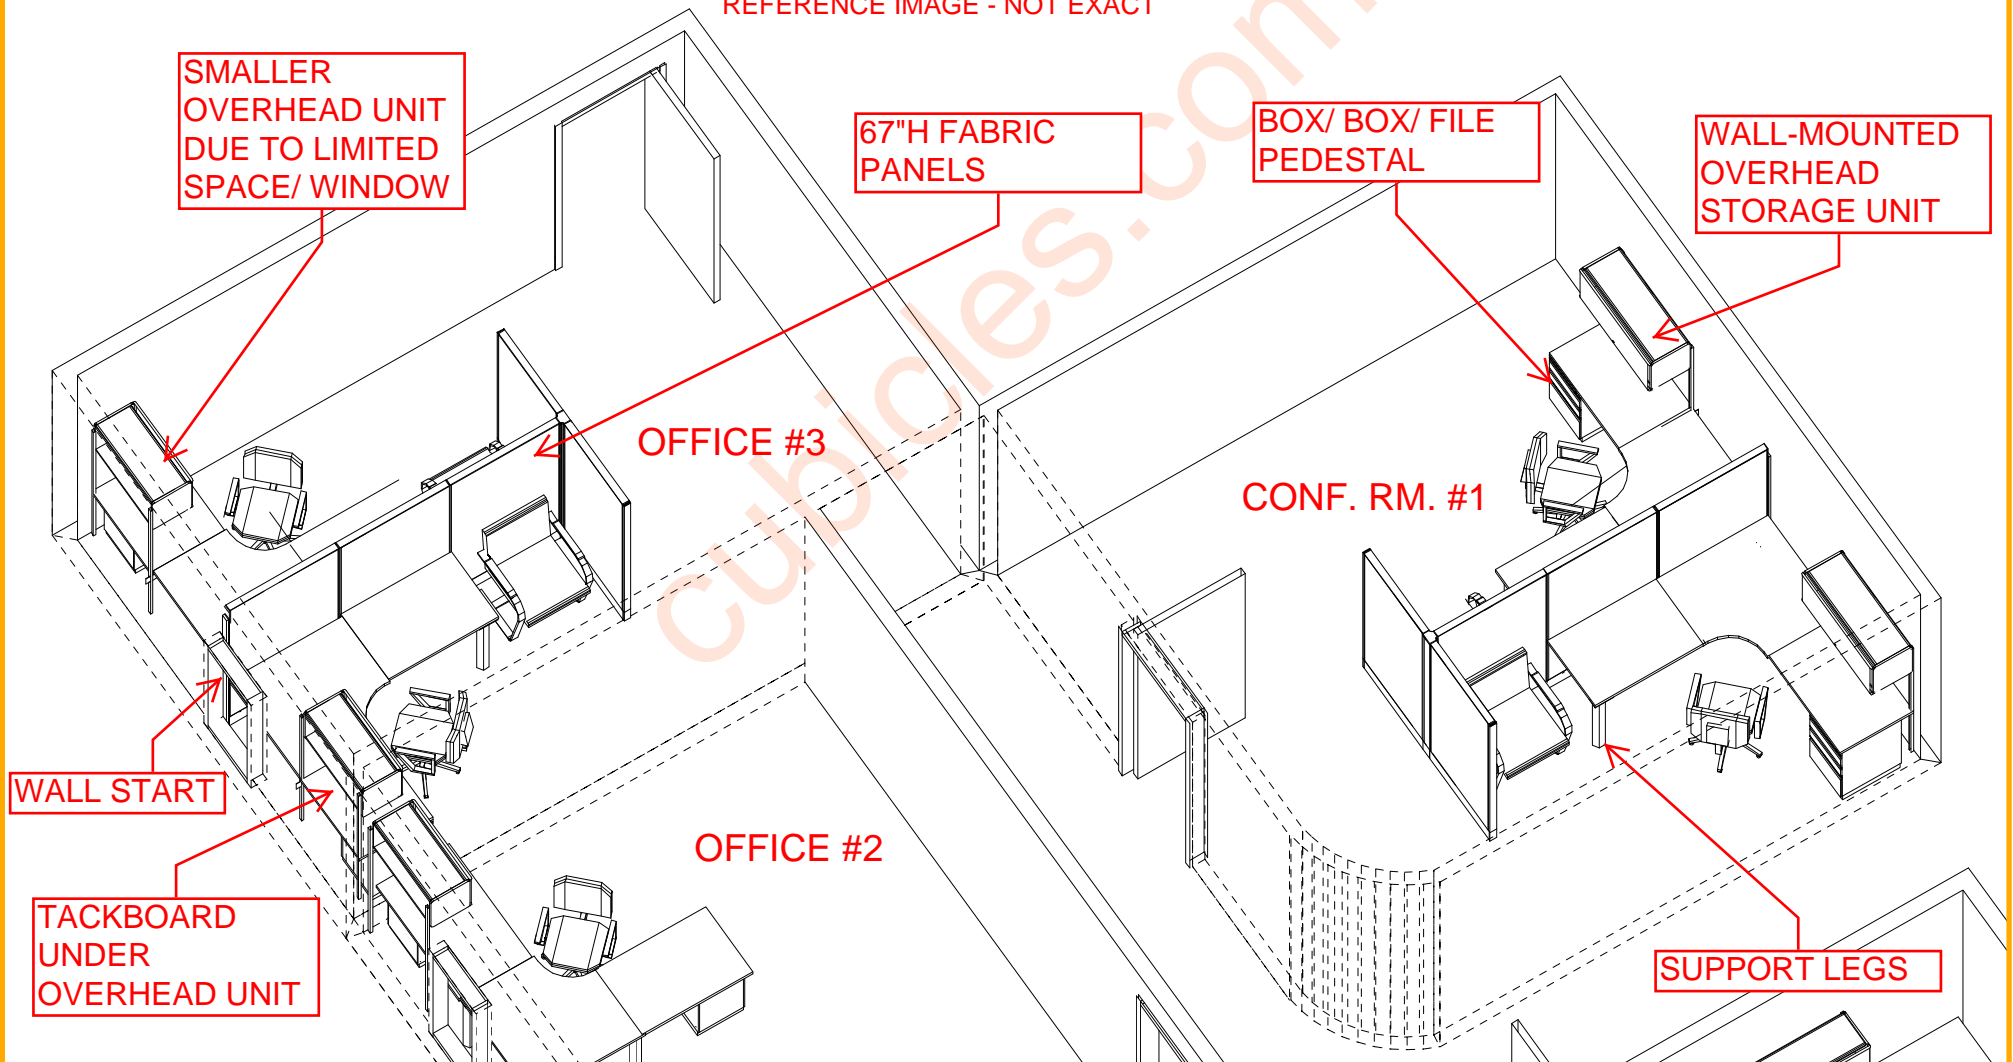 REFERENCE IMAGE - NOT EXACT
SMALLER
OVERHEAD UNIT
DUE TO LIMITED
SPACE/ WINDOW
67"H FABRIC
PANELS
BOX/ BOX/ FILE
PEDESTAL
WALL-MOUNTED
OVERHEAD
STORAGE UNIT
OFFICE #3
CONF. RM. #1
WALL START
OFFICE #2
TACKBOARD
UNDER
OVERHEAD UNIT
SUPPORT LEGS
cubicles.com